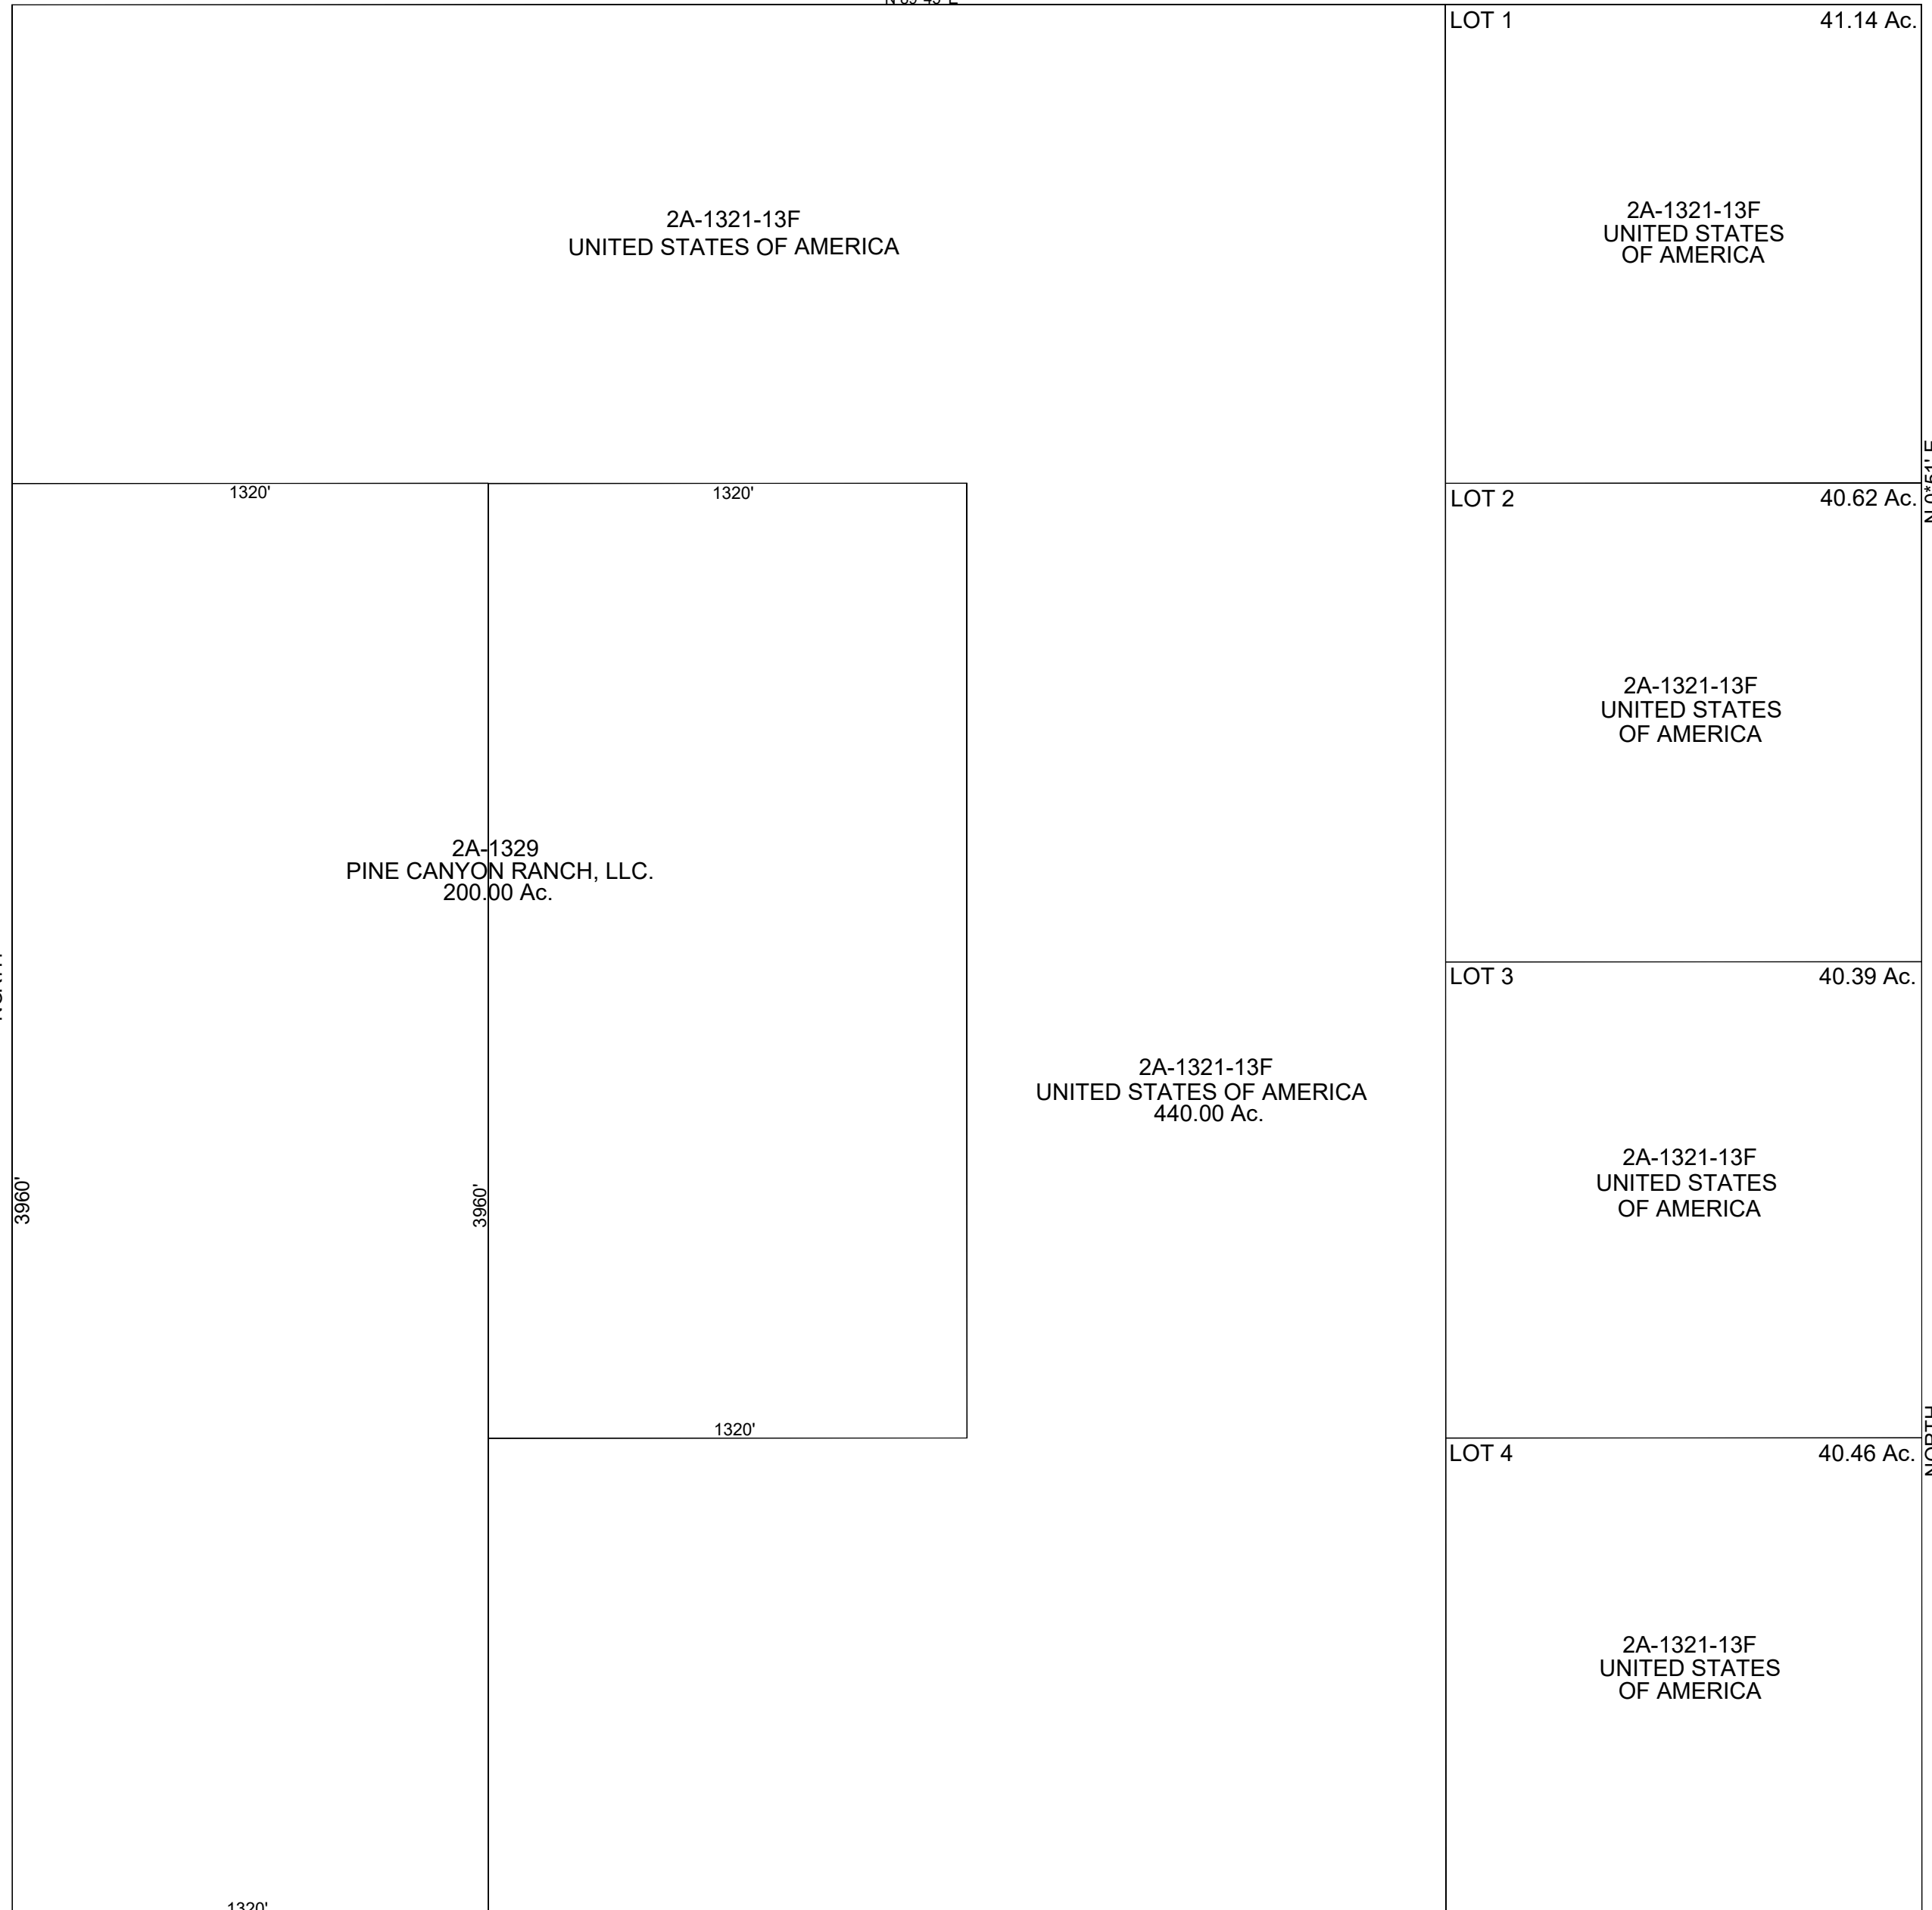 LOT 1
41.14 Ac.
2A-1321-13F
UNITED STATES OF AMERICA
2A-1321-13F
UNITED STATES
OF AMERICA
1320'
1320'
LOT 2
40.62 Ac.
N 0°51' E
2A-1321-13F
UNITED STATES
OF AMERICA
2A-1329
PINE CANYON RANCH, LLC.
200.00 Ac.
NORTH
LOT 3
40.39 Ac.
2A-1321-13F
UNITED STATES OF AMERICA
440.00 Ac.
2A-1321-13F
UNITED STATES
OF AMERICA
3960'
3960'
1320'
LOT 4
40.46 Ac.
NORTH
2A-1321-13F
UNITED STATES
OF AMERICA
1320'